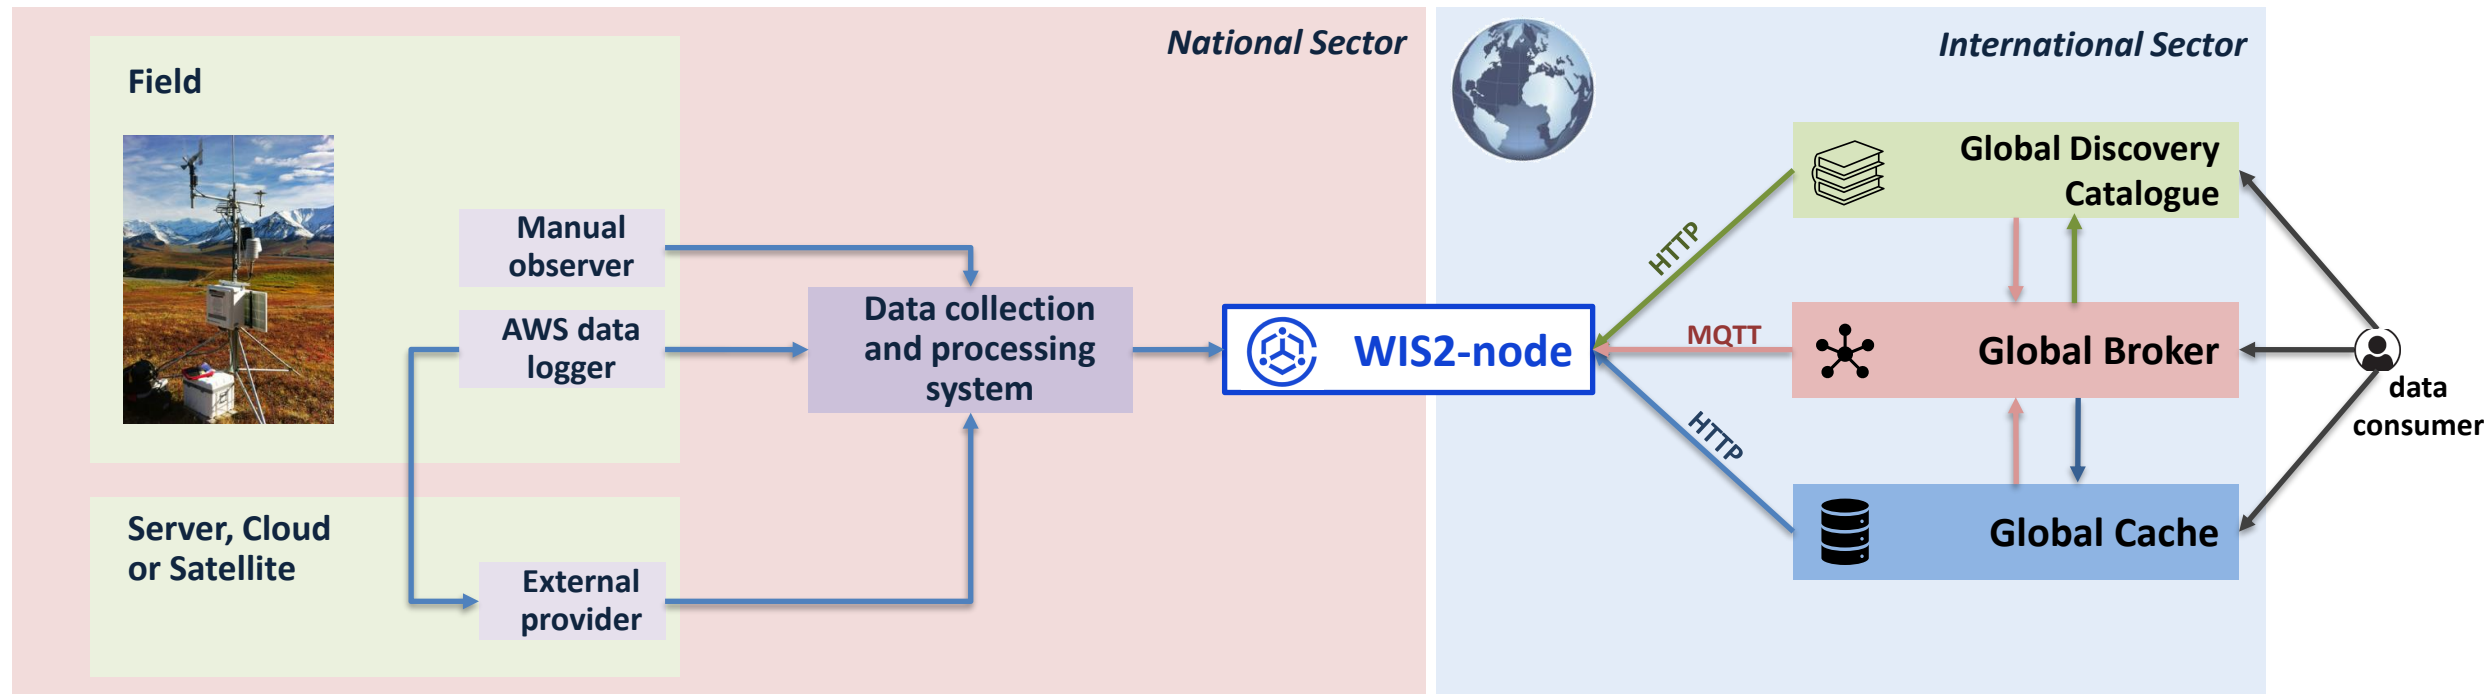 National Sector
International Sector
Field
Manual
observer
AWS data
logger
Server, Cloud
or Satellite
External
provider
Data collection
and processing
system
WIS2-node
HTTP
MQTT
HTTP
Global Discovery
Catalogue
Global Broker
Global Cache
data
consumer